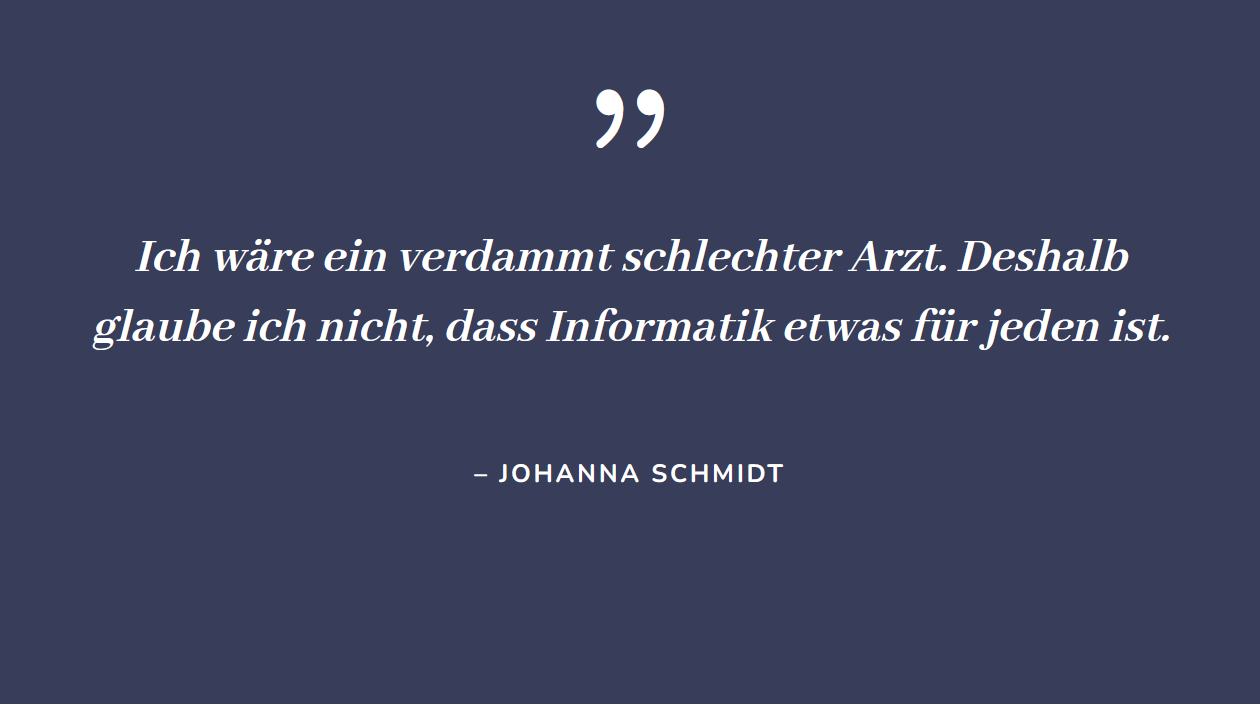 ”
Ich wäre ein verdammt schlechter Arzt. Deshalb
glaube ich nicht, dass Informatik etwas für jeden ist.
– JOHANNA SCHMIDT